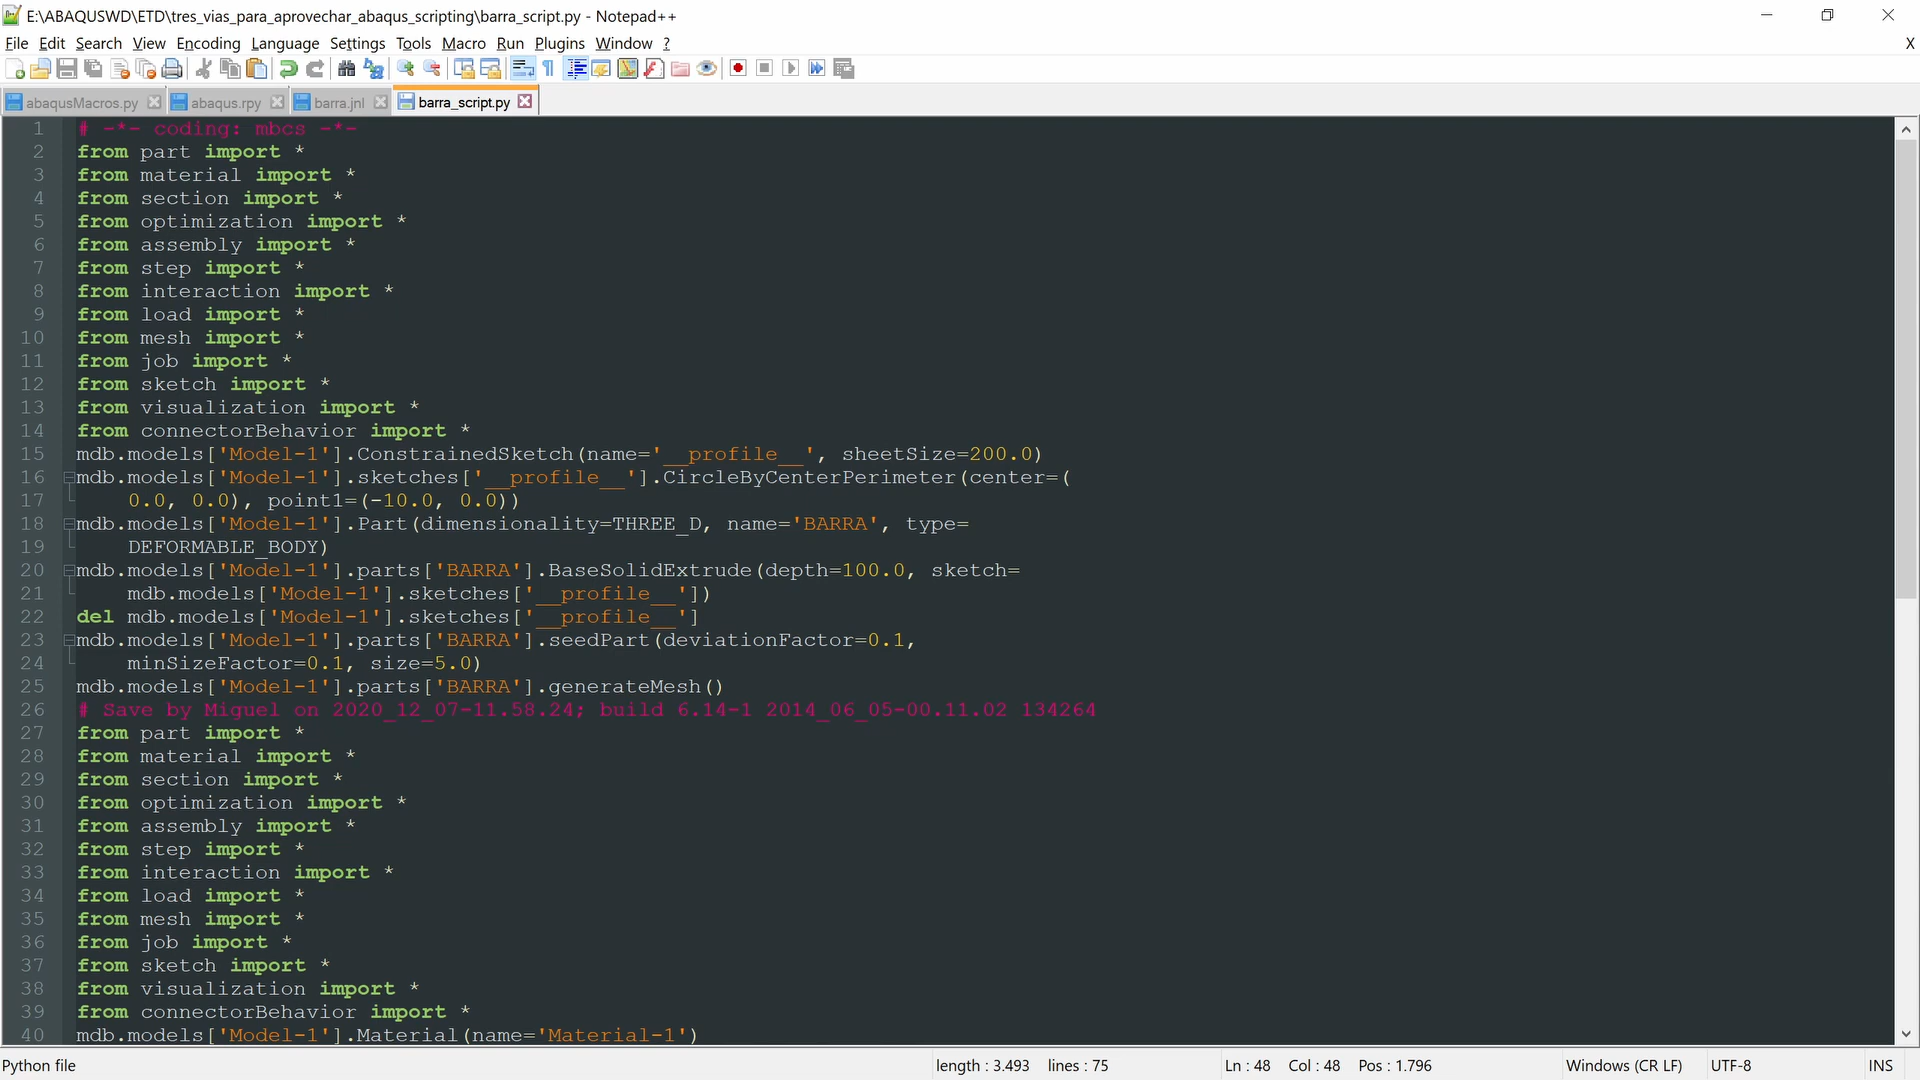 E:\ABAQUSWD\ETD\tres_vias_para_aprovechar_abaqus_scripting\barra_script.py - Notepad++
File Edit Search View Encoding Language Settings Tools Macro Run Plugins Window ? X
abaqusMacros.py abaqus.rpy barra.jnl barra_script.py
1 # -*- coding: mbcs -*-
2 from part import *
3 from material import *
4 from section import *
5 from optimization import *
6 from assembly import *
7 from step import *
8 from interaction import *
9 from load import *
10 from mesh import *
11 from job import *
12 from sketch import *
13 from visualization import *
14 from connectorBehavior import *
15 mdb.models['Model-1'].ConstrainedSketch(name='__profile__', sheetSize=200.0)
16 mdb.models['Model-1'].sketches['__profile__'].CircleByCenterPerimeter(center=(
17 0.0, 0.0), point1=(-10.0, 0.0))
18 mdb.models['Model-1'].Part(dimensionality=THREE_D, name='BARRA', type=
19 DEFORMABLE_BODY)
20 mdb.models['Model-1'].parts['BARRA'].BaseSolidExtrude(depth=100.0, sketch=
21 mdb.models['Model-1'].sketches['__profile__'])
22 del mdb.models['Model-1'].sketches['__profile__']
23 mdb.models['Model-1'].parts['BARRA'].seedPart(deviationFactor=0.1,
24 minSizeFactor=0.1, size=5.0)
25 mdb.models['Model-1'].parts['BARRA'].generateMesh()
26 # Save by Miguel on 2020_12_07-11.58.24; build 6.14-1 2014_06_05-00.11.02 134264
27 from part import *
28 from material import *
29 from section import *
30 from optimization import *
31 from assembly import *
32 from step import *
33 from interaction import *
34 from load import *
35 from mesh import *
36 from job import *
37 from sketch import *
38 from visualization import *
39 from connectorBehavior import *
40 mdb.models['Model-1'].Material(name='Material-1')
Python file length : 3.493 lines : 75 Ln : 48 Col : 48 Pos : 1.796 Windows (CR LF) UTF-8 INS